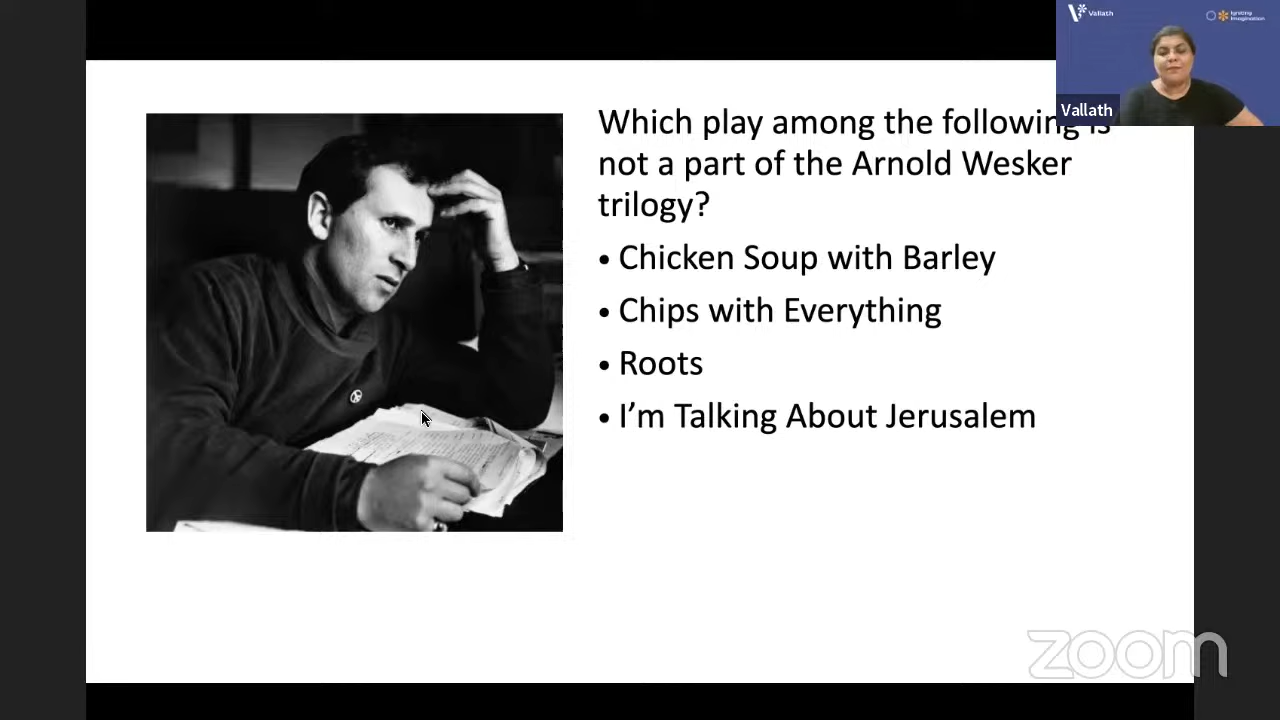 Vallath
Igniting
Imagination
Vallath
Which play among the following is
not a part of the Arnold Wesker
trilogy?
• Chicken Soup with Barley
• Chips with Everything
• Roots
• I'm Talking About Jerusalem
zoom